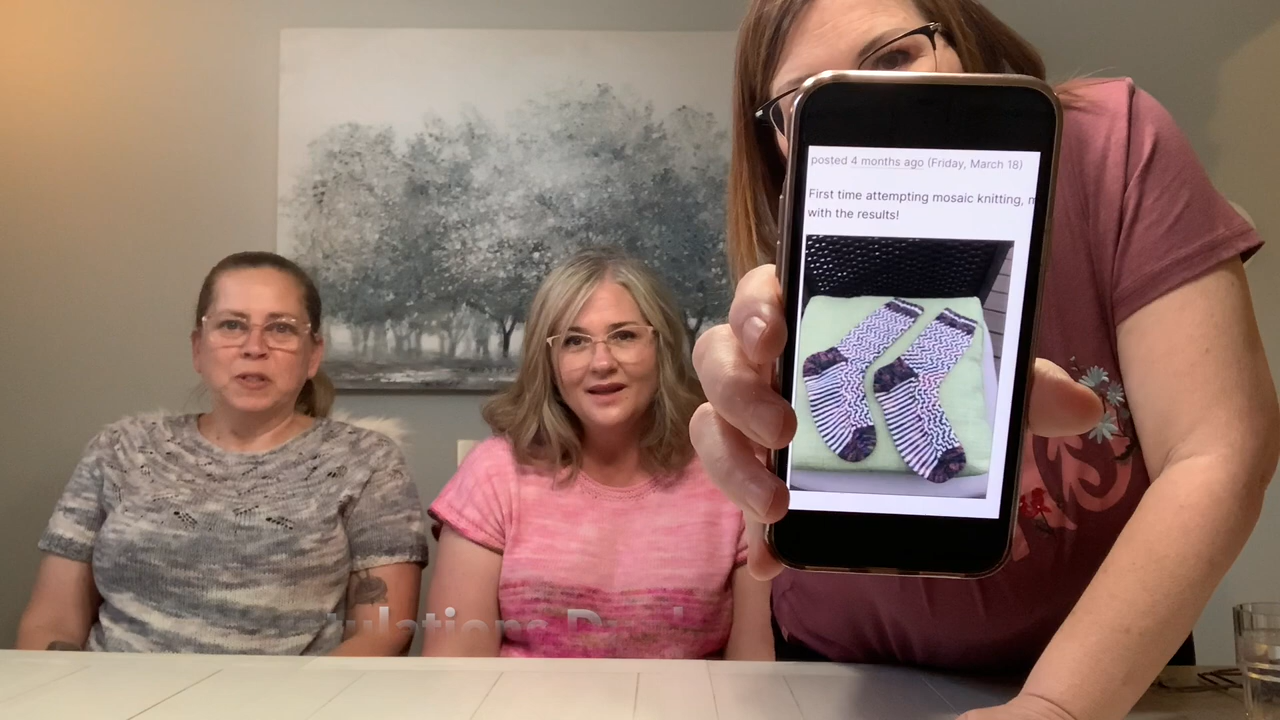 posted 4 months ago (Friday, March 18)
First time attempting mosaic knitting,
with the results!